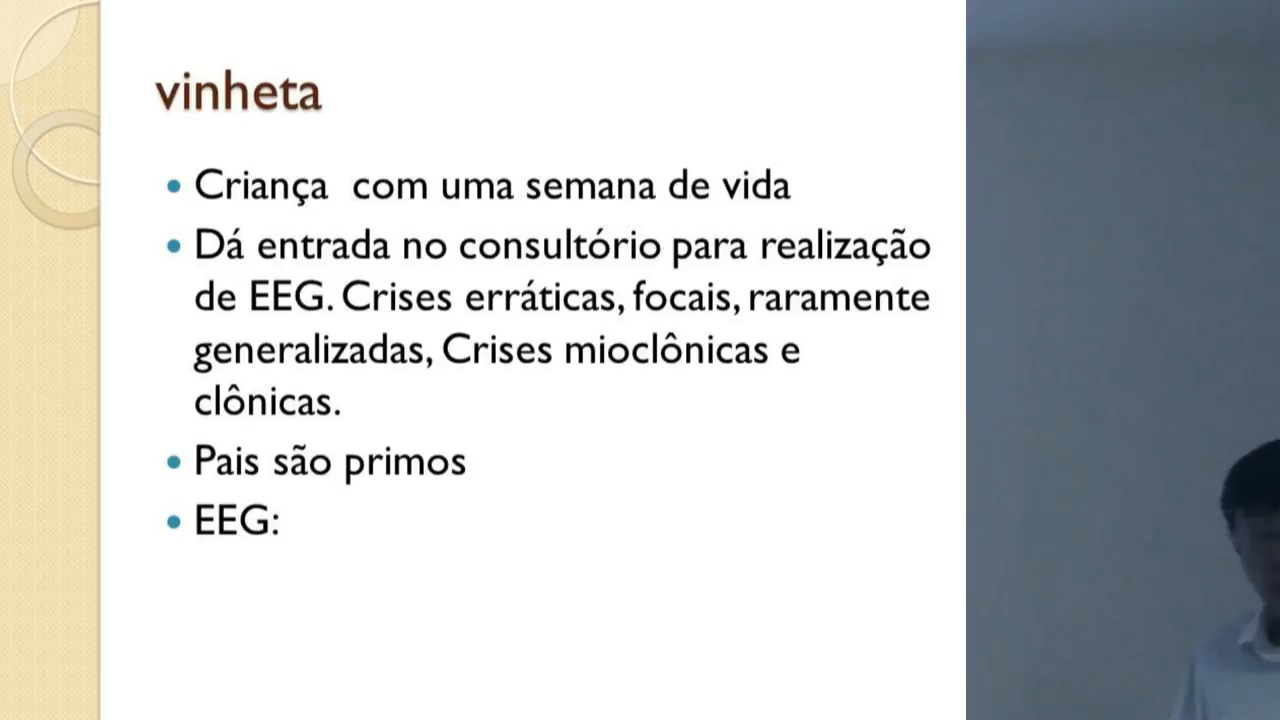 vinheta
• Criança com uma semana de vida
• Dá entrada no consultório para realização
de EEG. Crises erráticas, focais, raramente
generalizadas, Crises mioclônicas e
clônicas.
• Pais são primos
• EEG: